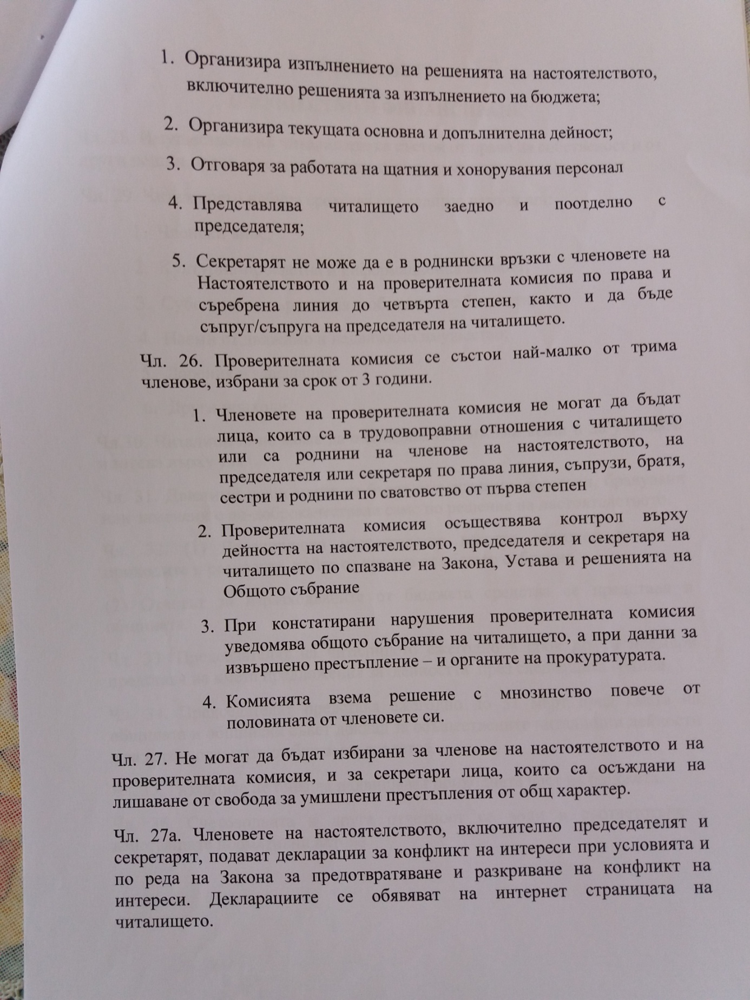 1. Организира изпълнението на решенията на настоятелството,
включително решенията за изпълнението на бюджета;
2. Организира текущата основна и допълнителна дейност;
3. Отговаря за работата на щатния и хонорувания персонал
4. Представлява читалището заедно и поотделно с
председателя;
5. Секретарят не може да е в роднински връзки с членовете на
Настоятелството и на проверителната комисия по права и
съребрена линия до четвърта степен, както и да бъде
съпруг/съпруга на председателя на читалището.
Чл. 26. Проверителната комисия се състои най-малко от трима
членове, избрани за срок от 3 години.
1. Членовете на проверителната комисия не могат да бъдат
лица, които са в трудовоправни отношения с читалището
или са роднини на членове на настоятелството, на
председателя или секретаря по права линия, съпрузи, братя,
сестри и роднини по сватовство от първа степен
2. Проверителната комисия осъществява контрол върху
дейността на настоятелството, председателя и секретаря на
читалището по спазване на Закона, Устава и решенията на
Общото събрание
3. При констатирани нарушения проверителната комисия
уведомява общото събрание на читалището, а при данни за
извършено престъпление – и органите на прокуратурата.
4. Комисията взема решение с мнозинство повече от
половината от членовете си.
Чл. 27. Не могат да бъдат избирани за членове на настоятелството и на
проверителната комисия, и за секретари лица, които са осъждани на
лишаване от свобода за умишлени престъпления от общ характер.
Чл. 27а. Членовете на настоятелството, включително председателят и
секретарят, подават декларации за конфликт на интереси при условията и
по реда на Закона за предотвратяване и разкриване на конфликт на
интереси. Декларациите се обявяват на интернет страницата на
читалището.